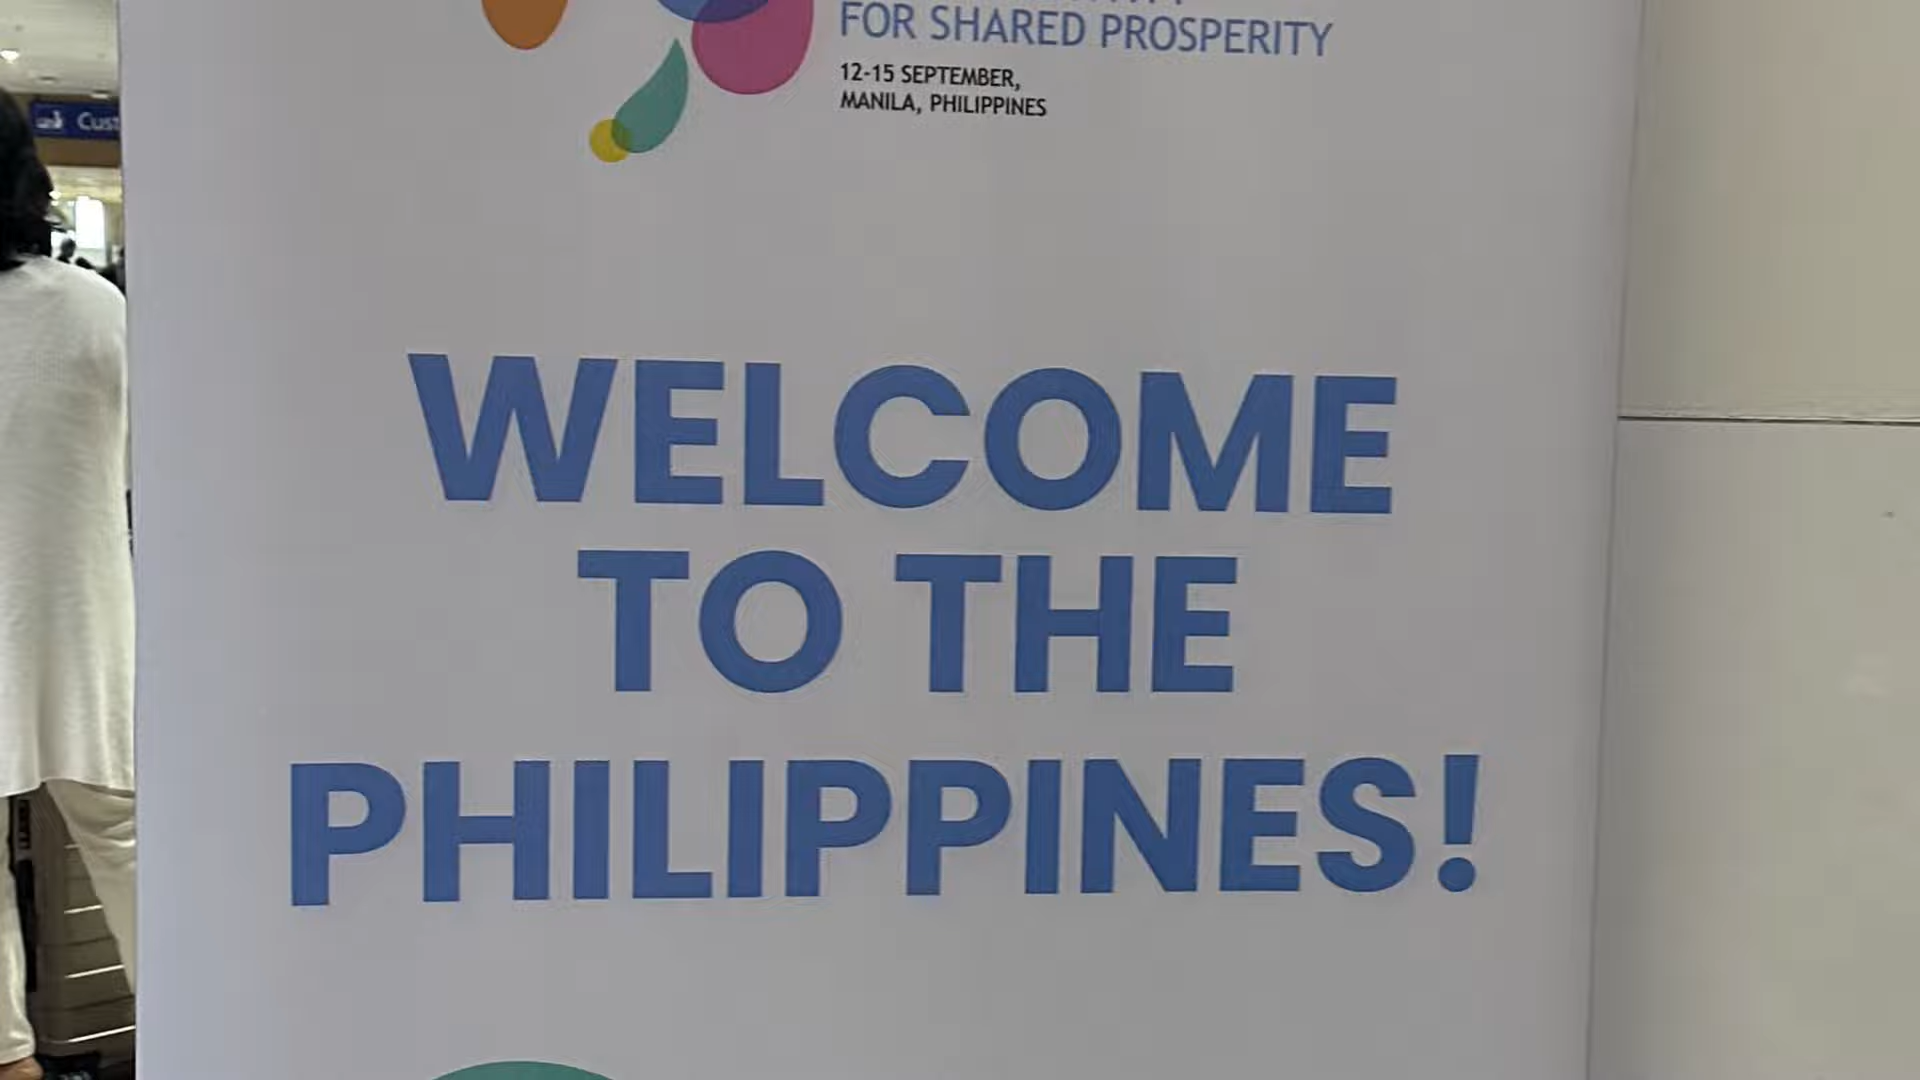 FOR SHARED PROSPERITY
12-15 SEPTEMBER,
MANILA, PHILIPPINES
WELCOME
TO THE
PHILIPPINES!